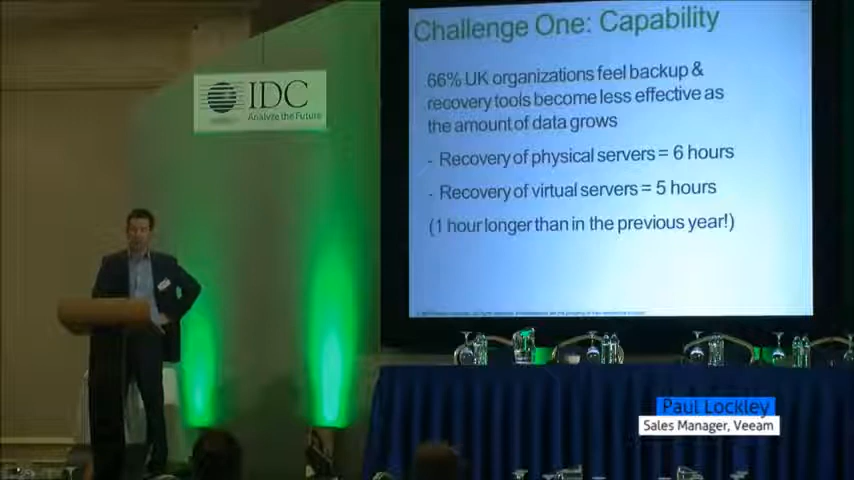 Challenge One: Capability
66% UK organizations feel backup &
recovery tools become less effective as
the amount of data grows
- Recovery of physical servers = 6 hours
- Recovery of virtual servers = 5 hours
(1 hour longer than in the previous year!)
IDC
Analyze the Future
Paul Lockley
Sales Manager, Veeam